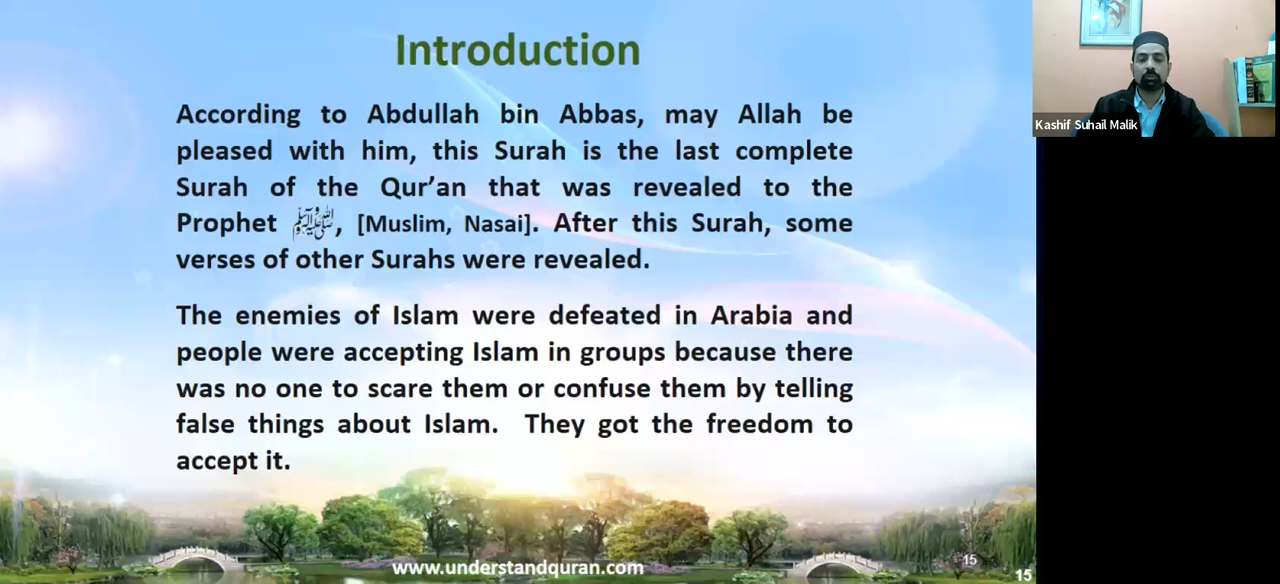 Introduction
According to Abdullah bin Abbas, may Allah be
pleased with him, this Surah is the last complete
Surah of the Qur’an that was revealed to the
Prophet ﷺ, [Muslim, Nasai]. After this Surah, some
verses of other Surahs were revealed.
The enemies of Islam were defeated in Arabia and
people were accepting Islam in groups because there
was no one to scare them or confuse them by telling
false things about Islam.  They got the freedom to
accept it.
www.understandquran.com
15
15
Kashif Suhail Malik